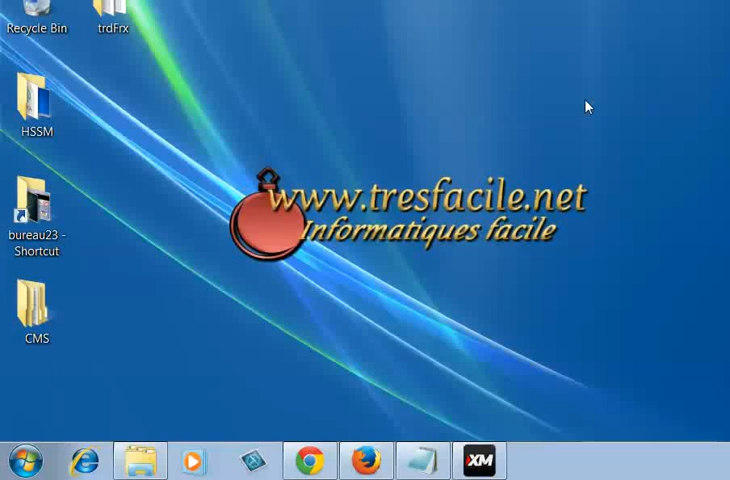 Recycle Bin
trdFrx
HSSM
www.tresfacile.net
Informatiques facile
bureau23 -
Shortcut
CMS
XM